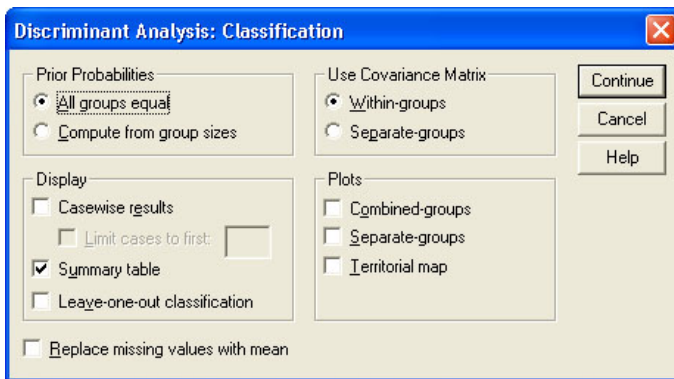 Discriminant Analysis: Classification
Prior Probabilities
All groups equal
Compute from group sizes
Use Covariance Matrix
Within-groups
Separate-groups
Continue
Cancel
Help
Display
Casewise results
Limit cases to first:
Summary table
Leave-one-out classification
Plots
Combined-groups
Separate-groups
Territorial map
Replace missing values with mean